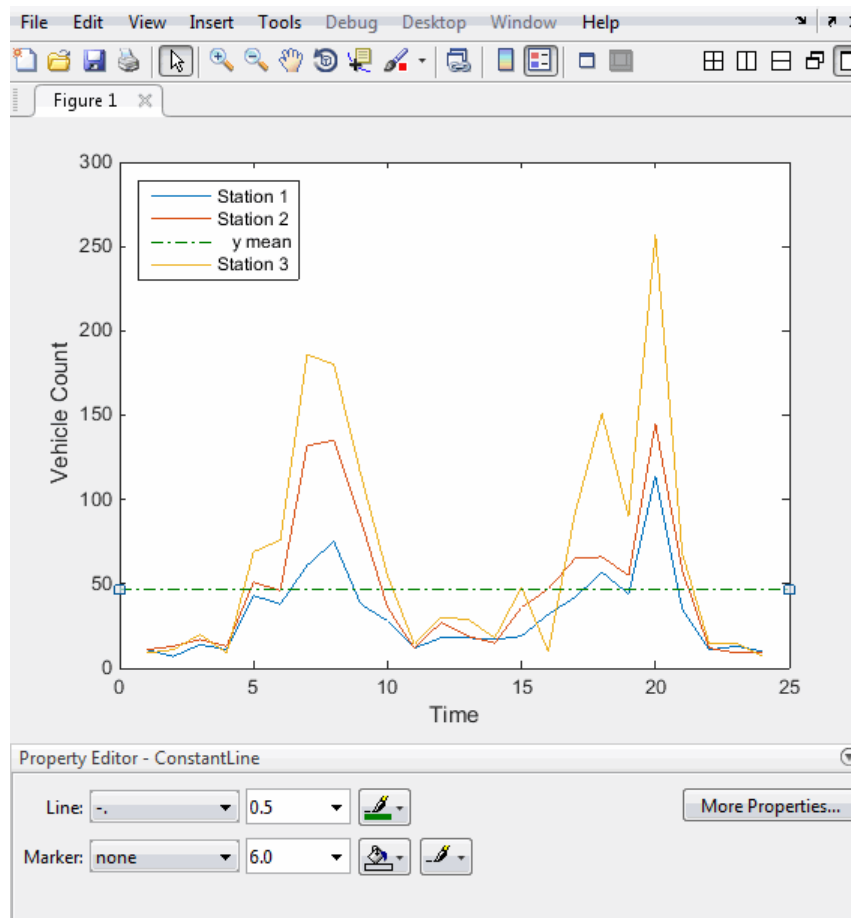 File Edit View Insert Tools Debug Desktop Window Help
Figure 1
300
250
200
150
100
50
0
Vehicle Count
Station 1
Station 2
y mean
Station 3
0 5 10 15 20 25
Time
Property Editor - ConstantLine
Line: -. 0.5 More Properties...
Marker: none 6.0